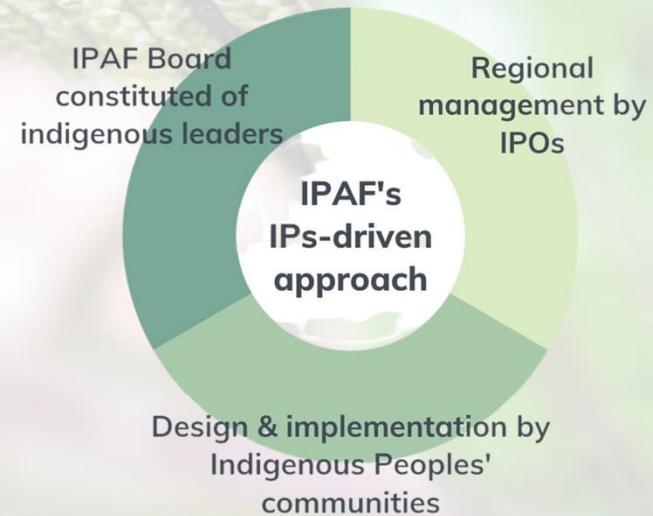 IPAF Board
constituted of
indigenous leaders
Regional
management by
IPOs
IPAF's
IPs-driven
approach
Design & implementation by
Indigenous Peoples'
communities